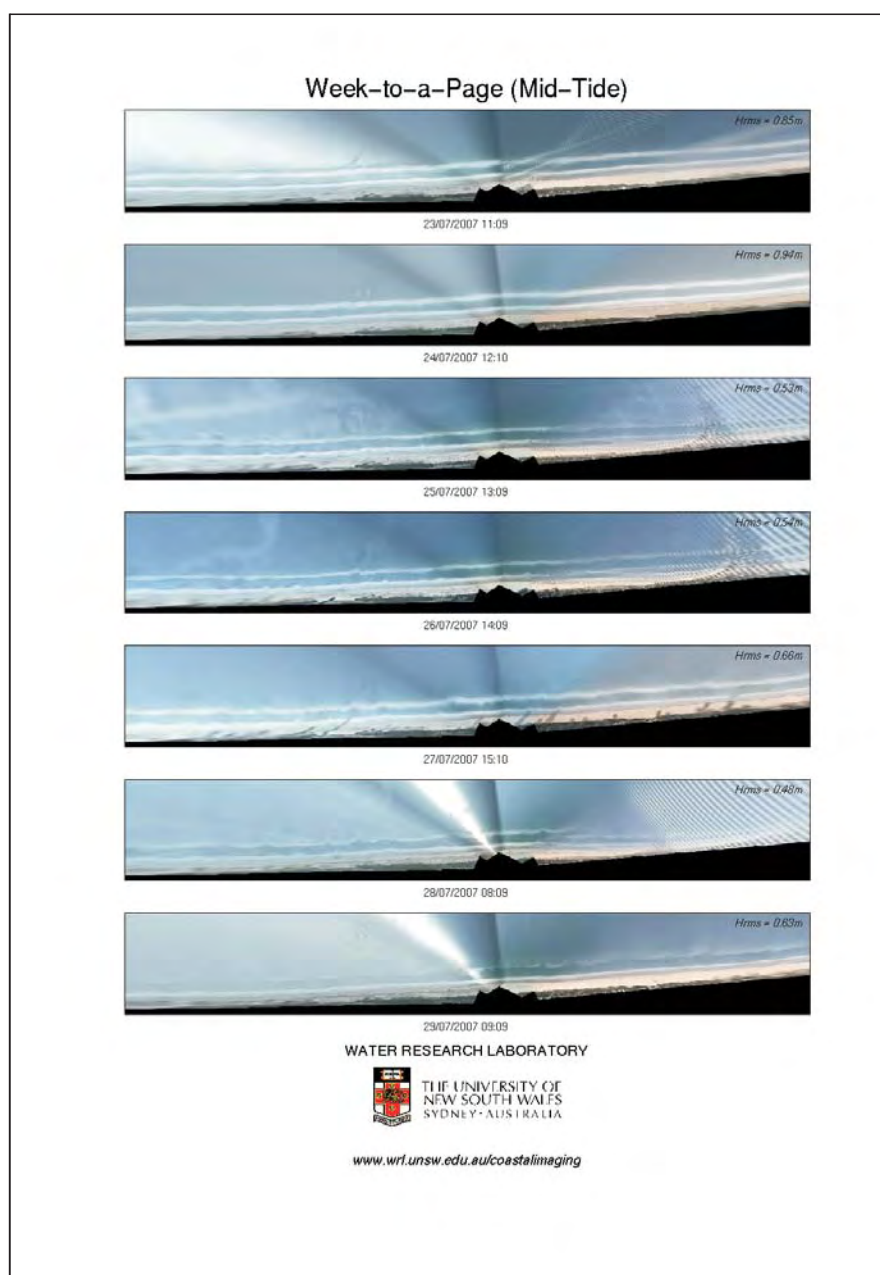 Week-to-a-Page (Mid-Tide)
Hrms = 0.85m
23/07/2007 11:09
Hrms = 0.94m
24/07/2007 12:10
Hrms = 0.53m
25/07/2007 13:09
Hrms = 0.54m
26/07/2007 14:09
Hrms = 0.66m
27/07/2007 15:10
Hrms = 0.48m
28/07/2007 08:09
Hrms = 0.63m
29/07/2007 09:09
WATER RESEARCH LABORATORY
THE UNIVERSITY OF
NEW SOUTH WALES
SYDNEY · AUSTRALIA
www.wrl.unsw.edu.au/coastalimaging